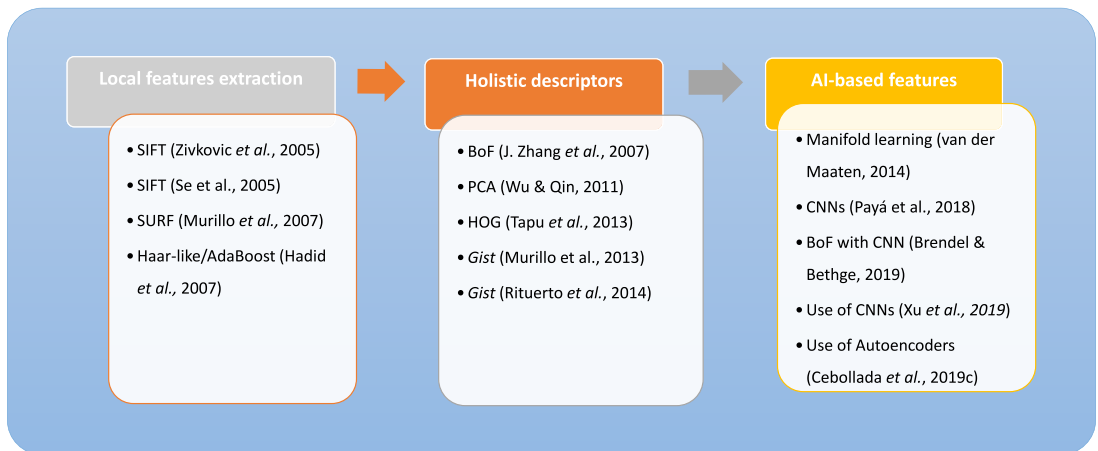 Local features extraction
• SIFT (Zivkovic et al., 2005)
• SIFT (Se et al., 2005)
• SURF (Murillo et al., 2007)
• Haar-like/AdaBoost (Hadid
et al., 2007)
Holistic descriptors
• BoF (J. Zhang et al., 2007)
• PCA (Wu & Qin, 2011)
• HOG (Tapu et al., 2013)
• Gist (Murillo et al., 2013)
• Gist (Rituerto et al., 2014)
AI-based features
• Manifold learning (van der
Maaten, 2014)
• CNNs (Payá et al., 2018)
• BoF with CNN (Brendel &
Bethge, 2019)
• Use of CNNs (Xu et al., 2019)
• Use of Autoencoders
(Cebollada et al., 2019c)